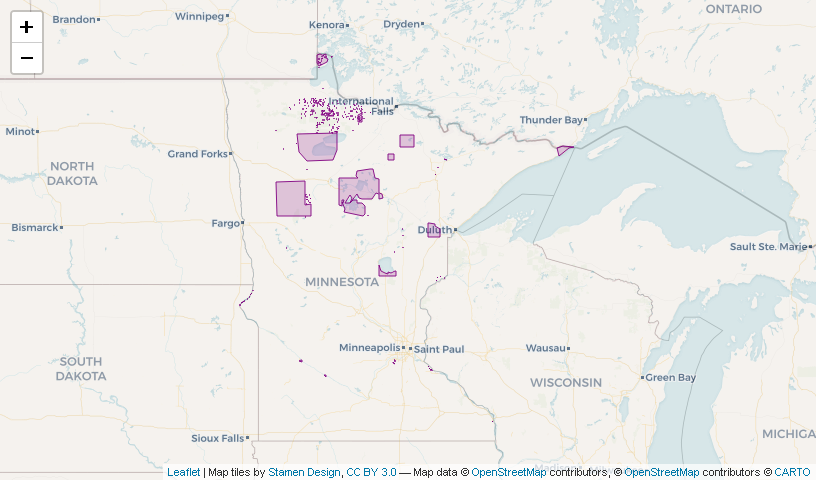 +
−
Brandon
Winnipeg
Kenora
Dryden
ONTARIO
International
Falls
Thunder Bay
Minot
Grand Forks
NORTH
DAKOTA
Bismarck
Fargo
Duluth
Sault Ste. Marie
MINNESOTA
Minneapolis
Saint Paul
Wausau
SOUTH
DAKOTA
WISCONSIN
Green Bay
Sioux Falls
MICHIGA
Leaflet | Map tiles by Stamen Design, CC BY 3.0 — Map data © OpenStreetMap contributors, © OpenStreetMap contributors © CARTO